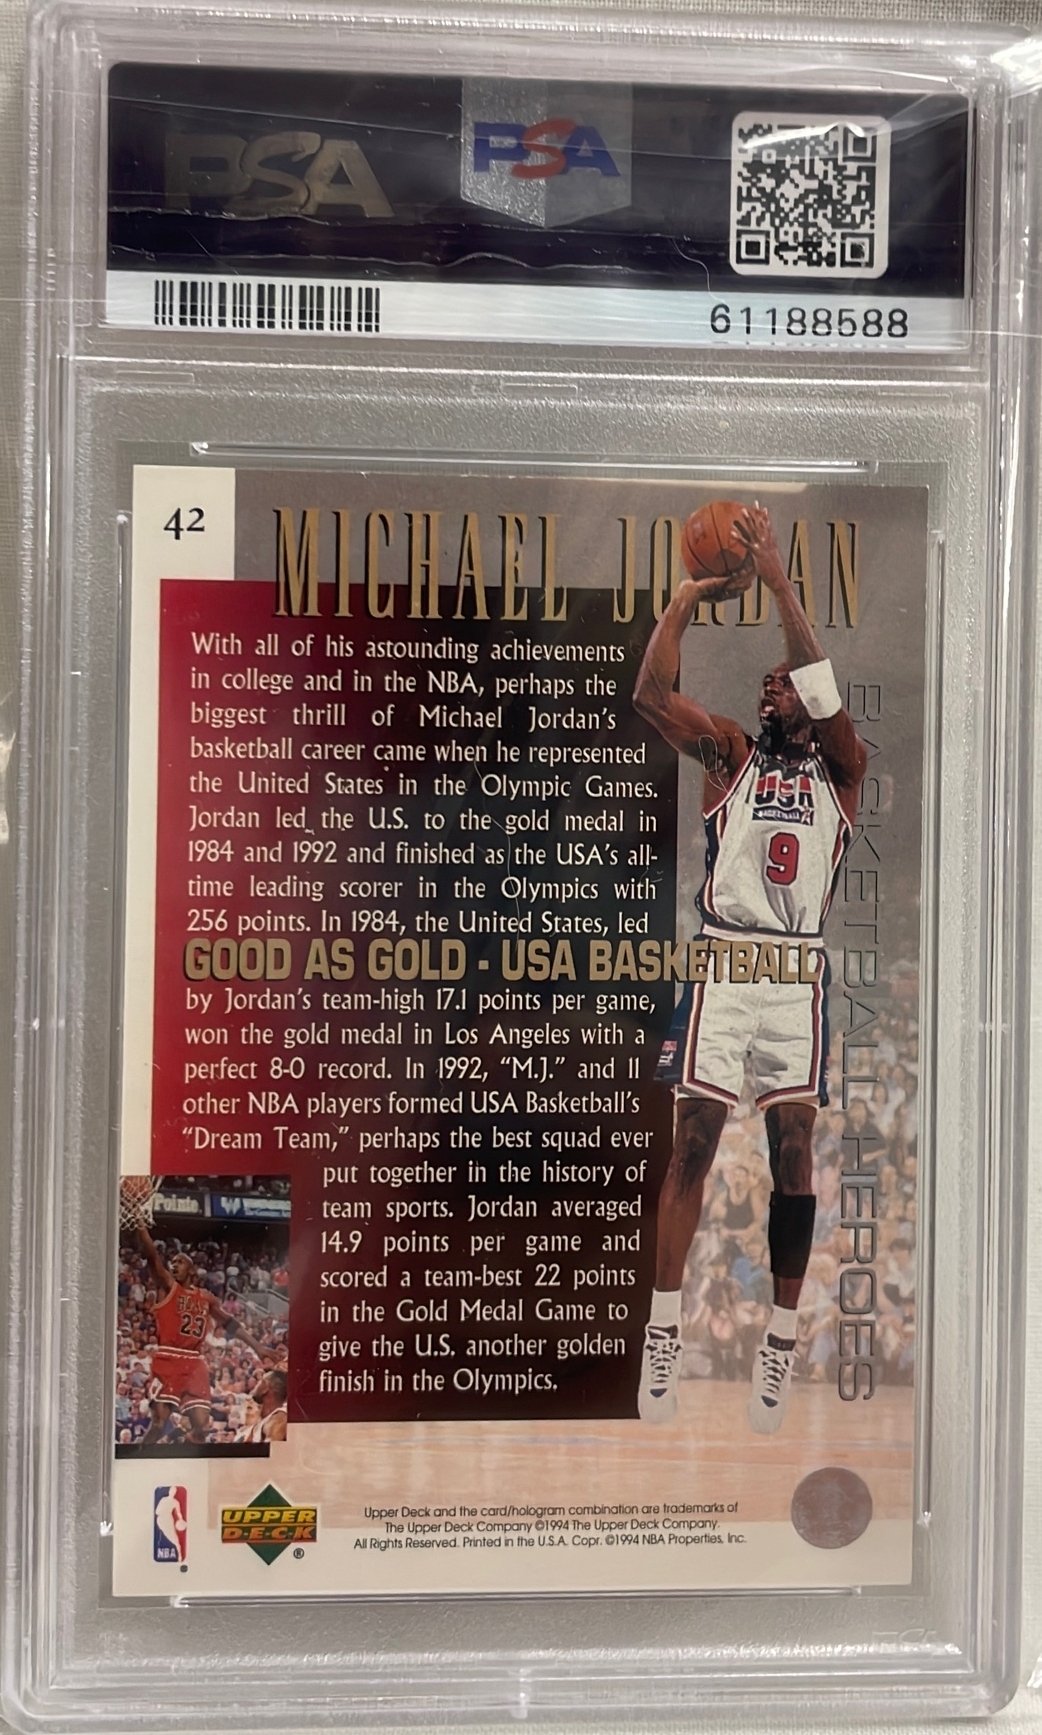 PSA
PSA
61188588
42
MICHAEL JORDAN
With all of his astounding achievements
in college and in the NBA, perhaps the
biggest thrill of Michael Jordan's
basketball career came when he represented
the United States in the Olympic Games.
Jordan led the U.S. to the gold medal in
1984 and 1992 and finished as the USA's all-
time leading scorer in the Olympics with
256 points. In 1984, the United States, led
GOOD AS GOLD - USA BASKETBALL
by Jordan's team-high 17.1 points per game,
won the gold medal in Los Angeles with a
perfect 8-0 record. In 1992, "M.J." and 11
other NBA players formed USA Basketball's
"Dream Team," perhaps the best squad ever
put together in the history of
team sports. Jordan averaged
14.9 points per game and
scored a team-best 22 points
in the Gold Medal Game to
give the U.S. another golden
finish in the Olympics.
BASKETBALL HEROES
USA
BASKETBALL
9
Pointe
BULLS
23
NBA
UPPER
DECK
®
Upper Deck and the card/hologram combination are trademarks of
The Upper Deck Company ©1994 The Upper Deck Company.
All Rights Reserved. Printed in the U.S.A. Copr. ©1994 NBA Properties, Inc.